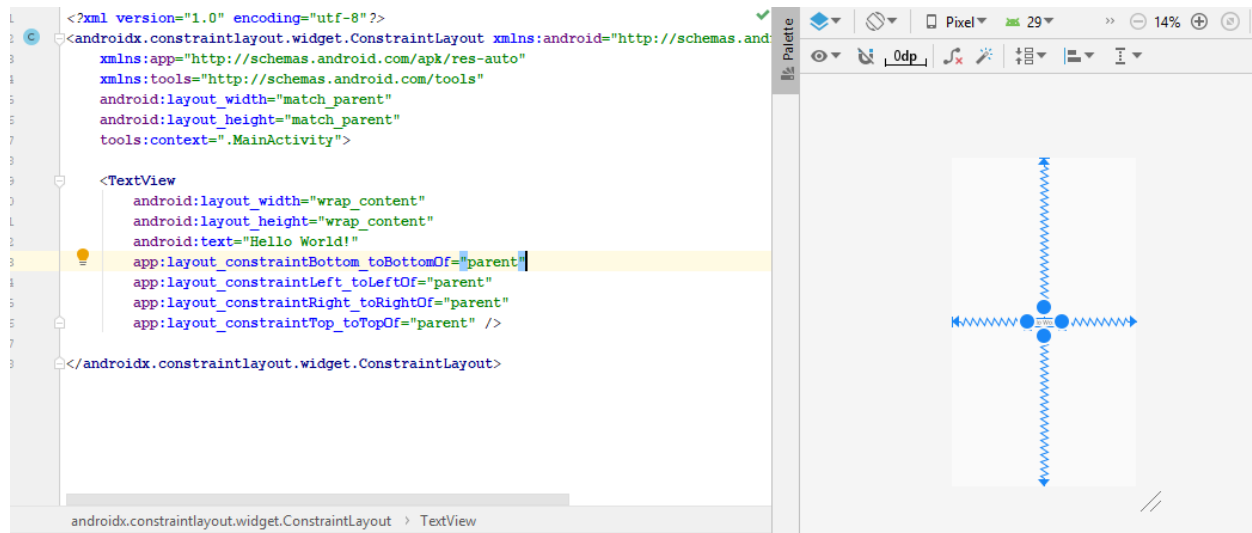 <?xml version="1.0" encoding="utf-8"?>
<androidx.constraintlayout.widget.ConstraintLayout xmlns:android="http://schemas.and
xmlns:app="http://schemas.android.com/apk/res-auto"
xmlns:tools="http://schemas.android.com/tools"
android:layout_width="match_parent"
android:layout_height="match_parent"
tools:context=".MainActivity">
<TextView
android:layout_width="wrap_content"
android:layout_height="wrap_content"
android:text="Hello World!"
app:layout_constraintBottom_toBottomOf="parent"
app:layout_constraintLeft_toLeftOf="parent"
app:layout_constraintRight_toRightOf="parent"
app:layout_constraintTop_toTopOf="parent" />
</androidx.constraintlayout.widget.ConstraintLayout>
androidx.constraintlayout.widget.ConstraintLayout > TextView
C
Palette
Pixel 29 >> 14%
0dp